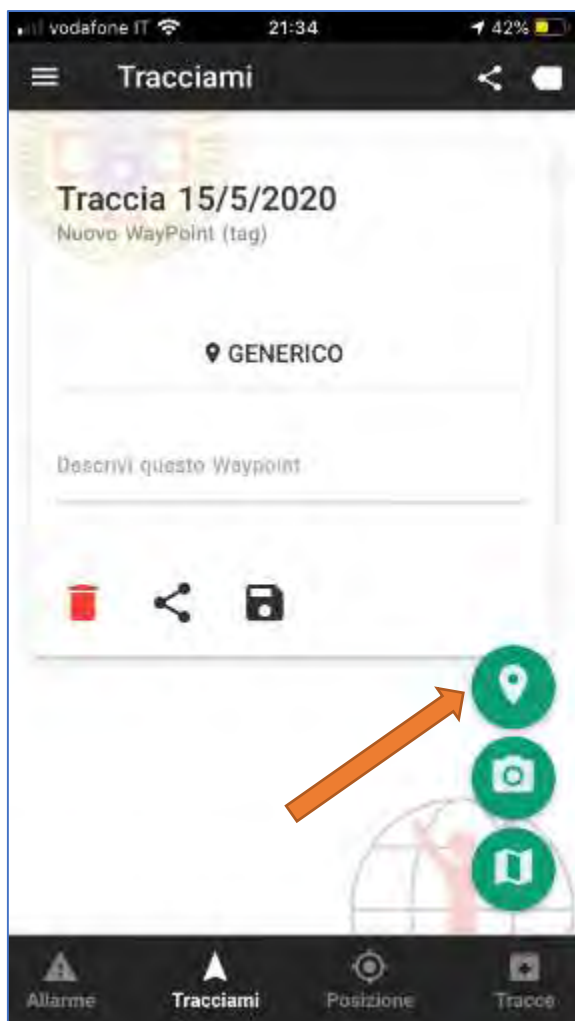 vodafone IT 21:34 42%
Tracciami
Traccia 15/5/2020
Nuovo WayPoint (tag)
GENERICO
Descrivi questo Waypoint
Allarme Tracciami Posizione Tracce